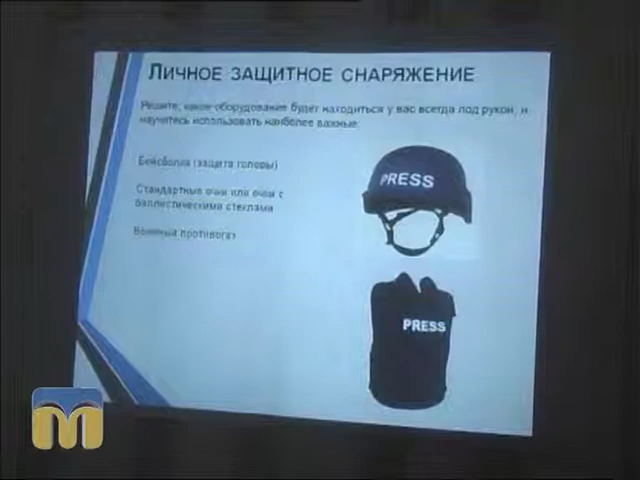 ЛИЧНОЕ ЗАЩИТНОЕ СНАРЯЖЕНИЕ
Решите, какое оборудование будет находиться у вас всегда под рукой, и
научитесь использовать наиболее важные:
Бейсболка (защита головы)
Стандартные очки или очки с
баллистическими стеклами
Военный противогаз
PRESS
PRESS
M